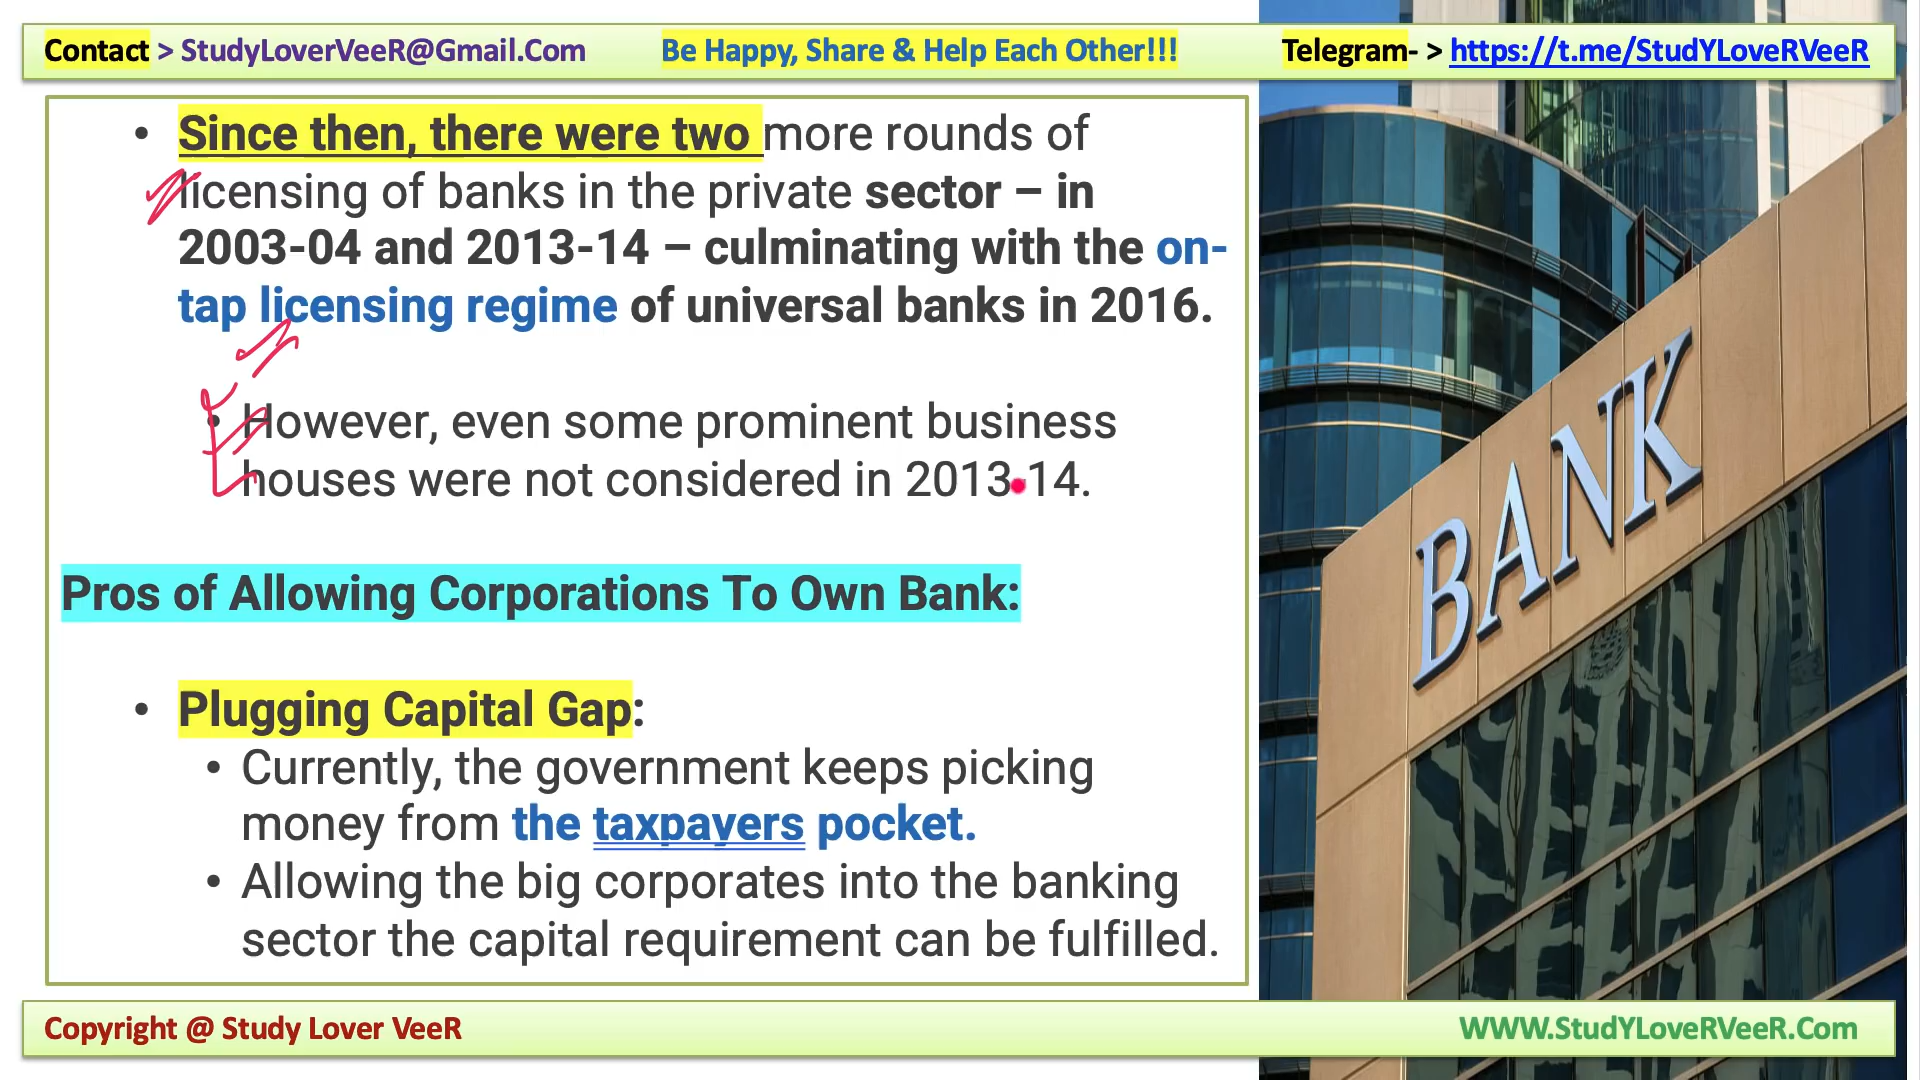 Contact > StudyLoverVeeR@Gmail.Com Be Happy, Share & Help Each Other!!! Telegram- > https://t.me/StudYLoveRVeeR
• Since then, there were two more rounds of
licensing of banks in the private sector – in
2003-04 and 2013-14 – culminating with the on-
tap licensing regime of universal banks in 2016.
• However, even some prominent business
houses were not considered in 2013-14.
Pros of Allowing Corporations To Own Bank:
• Plugging Capital Gap:
• Currently, the government keeps picking
money from the taxpayers pocket.
• Allowing the big corporates into the banking
sector the capital requirement can be fulfilled.
BANK
Copyright @ Study Lover VeeR WWW.StudYLoveRVeeR.Com